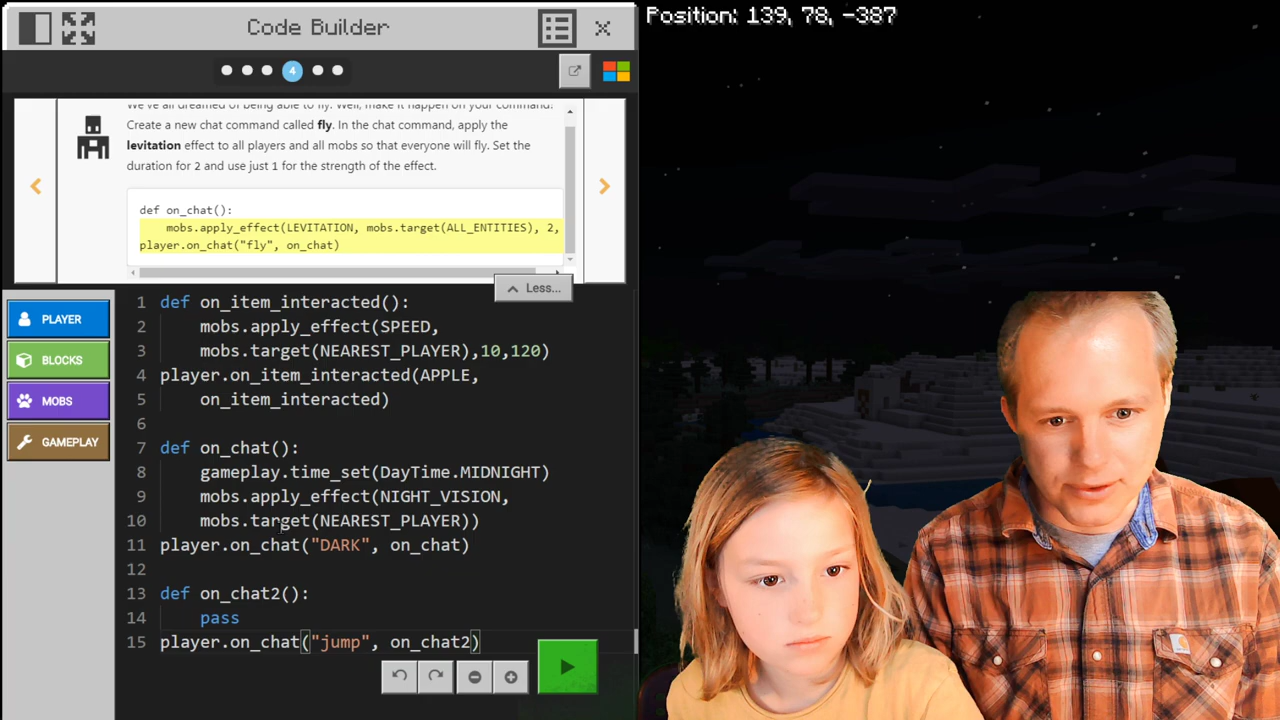 Code Builder
Position: 139, 78, -387
4
We've all dreamed of being able to fly. Well, make it happen on your command!
Create a new chat command called fly. In the chat command, apply the
levitation effect to all players and all mobs so that everyone will fly. Set the
duration for 2 and use just 1 for the strength of the effect.
def on_chat():
mobs.apply_effect(LEVITATION, mobs.target(ALL_ENTITIES), 2,
player.on_chat("fly", on_chat)
Less...
PLAYER
BLOCKS
MOBS
GAMEPLAY
1 def on_item_interacted():
2 mobs.apply_effect(SPEED,
3 mobs.target(NEAREST_PLAYER),10,120)
4 player.on_item_interacted(APPLE,
5 on_item_interacted)
6
7 def on_chat():
8 gameplay.time_set(DayTime.MIDNIGHT)
9 mobs.apply_effect(NIGHT_VISION,
10 mobs.target(NEAREST_PLAYER))
11 player.on_chat("DARK", on_chat)
12
13 def on_chat2():
14 pass
15 player.on_chat("jump", on_chat2)